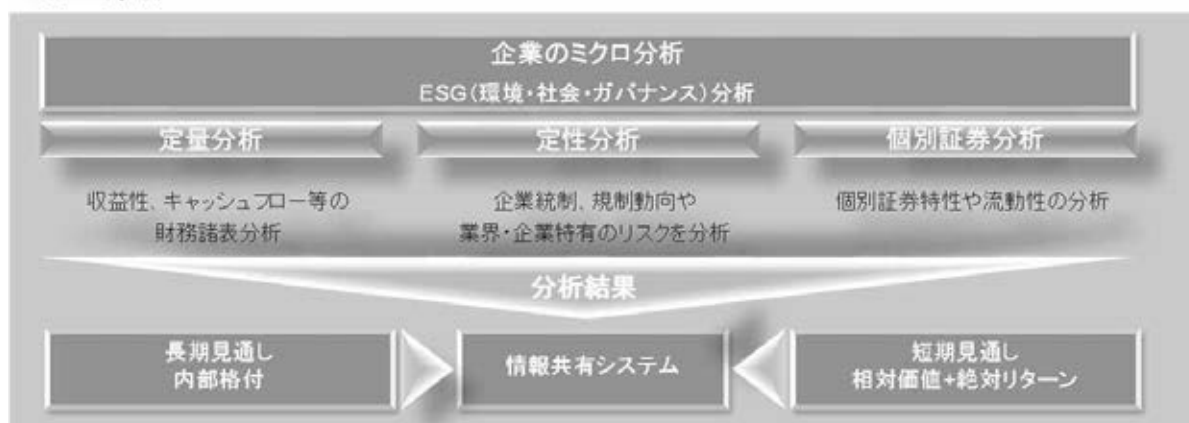 企業のミクロ分析
ESG(環境・社会・ガバナンス)分析
定量分析
定性分析
個別証券分析
収益性、キャッシュフロー等の
財務諸表分析
企業統制、規制動向や
業界・企業特有のリスクを分析
個別証券特性や流動性の分析
分析結果
長期見通し
内部格付
情報共有システム
短期見通し
相対価値+絶対リターン